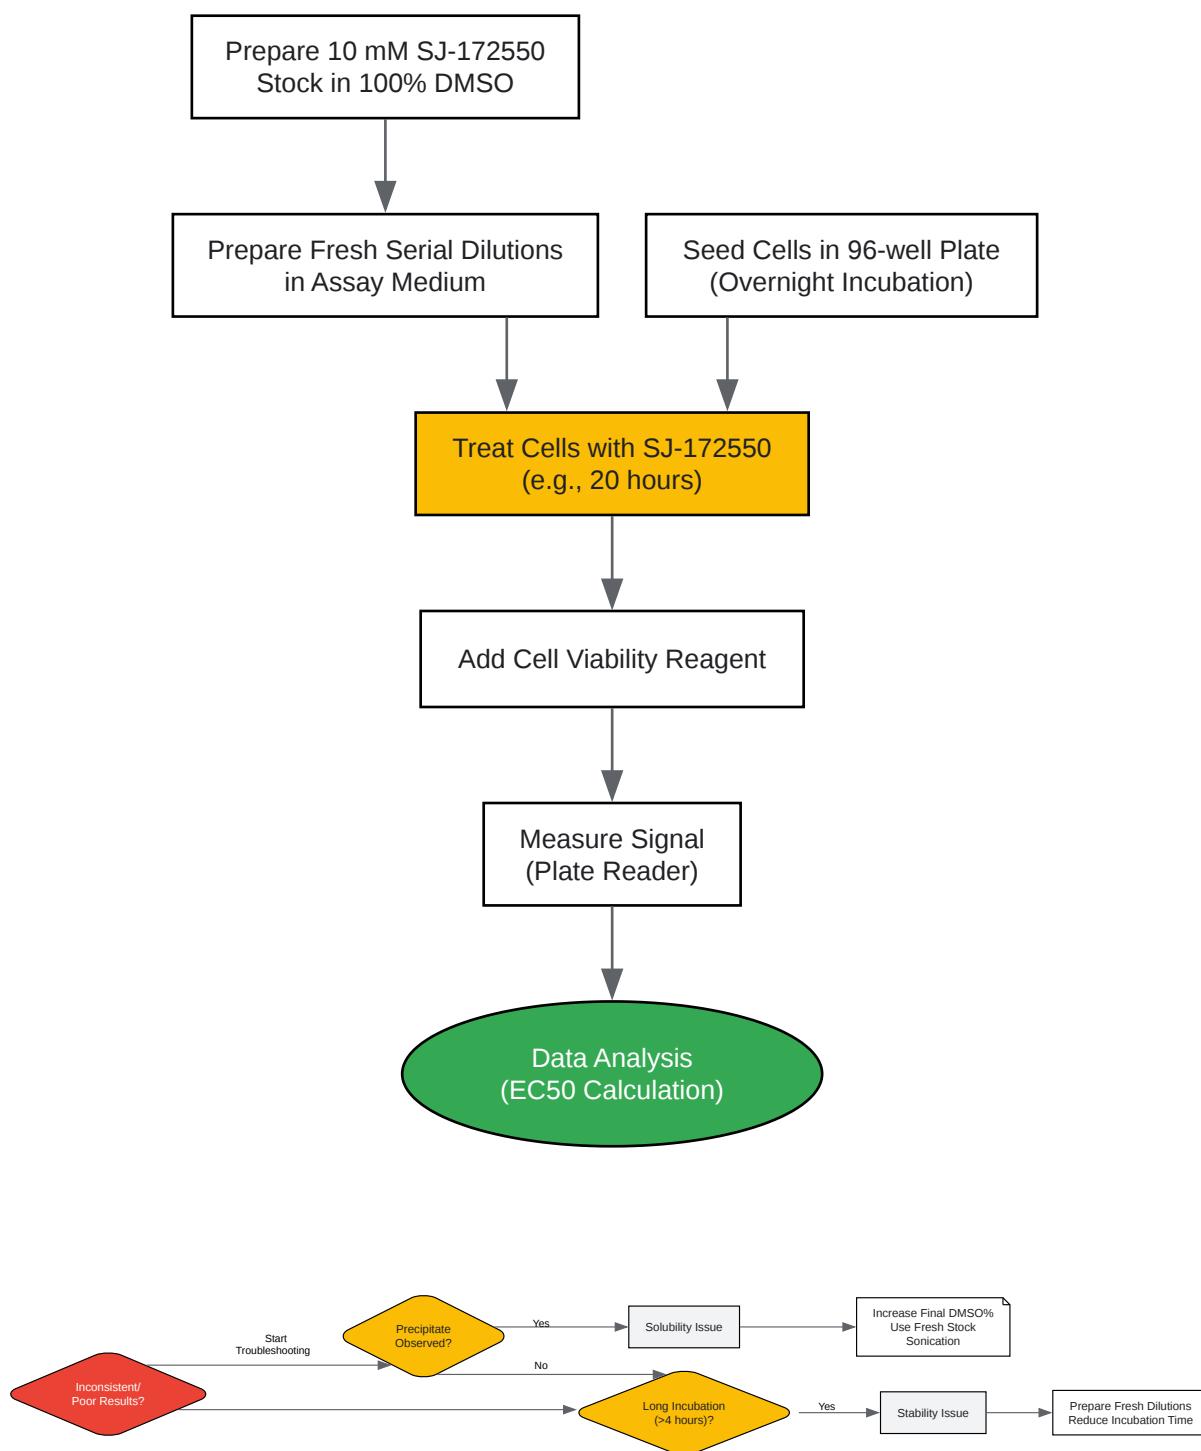 Prepare 10 mM SJ-172550
Stock in 100% DMSO
Prepare Fresh Serial Dilutions
in Assay Medium
Seed Cells in 96-well Plate
(Overnight Incubation)
Treat Cells with SJ-172550
(e.g., 20 hours)
Add Cell Viability Reagent
Measure Signal
(Plate Reader)
Data Analysis
(EC50 Calculation)
Inconsistent/
Poor Results?
Start
Troubleshooting
Precipitate
Observed?
Yes
Solubility Issue
Increase Final DMSO%
Use Fresh Stock
Sonication
No
Long Incubation
(>4 hours)?
Yes
Stability Issue
Prepare Fresh Dilutions
Reduce Incubation Time